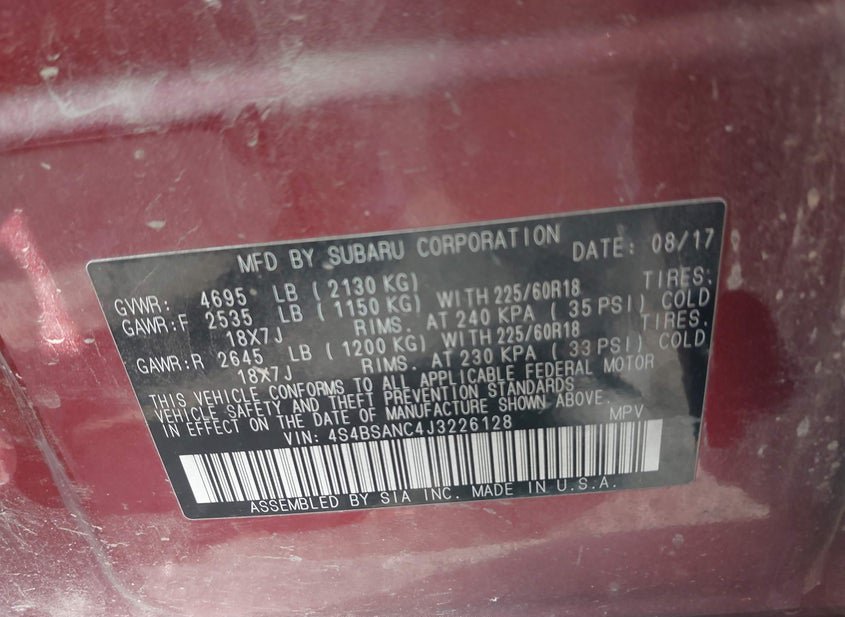 MFD BY SUBARU CORPORATION DATE: 08/17
GVWR: 4695 LB ( 2130 KG)
GAWR:F 2535 LB ( 1150 KG) WITH 225/60R18 TIRES:
18X7J RIMS. AT 240 KPA ( 35 PSI) COLD
GAWR:R 2645 LB ( 1200 KG) WITH 225/60R18 TIRES.
18X7J RIMS. AT 230 KPA ( 33 PSI) COLD
THIS VEHICLE CONFORMS TO ALL APPLICABLE FEDERAL MOTOR
VEHICLE SAFETY AND THEFT PREVENTION STANDARDS
IN EFFECT ON THE DATE OF MANUFACTURE SHOWN ABOVE.
VIN: 4S4BSANC4J3226128 MPV
ASSEMBLED BY SIA INC. MADE IN U.S.A.